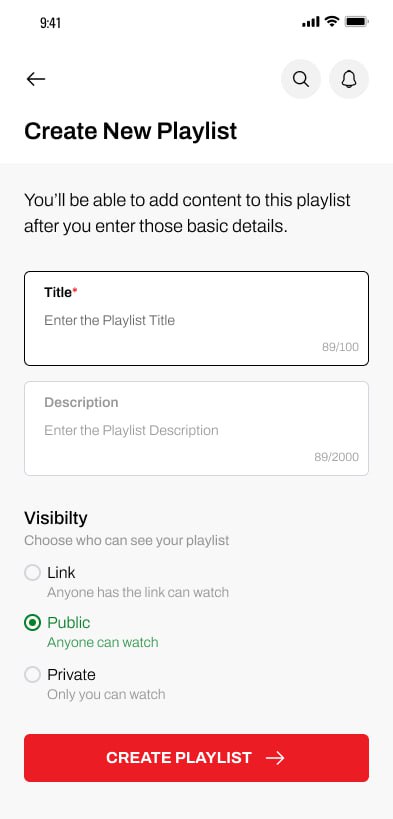 9:41
Create New Playlist
You’ll be able to add content to this playlist
after you enter those basic details.
Title*
Enter the Playlist Title
89/100
Description
Enter the Playlist Description
89/2000
Visibilty
Choose who can see your playlist
Link
Anyone has the link can watch
Public
Anyone can watch
Private
Only you can watch
CREATE PLAYLIST